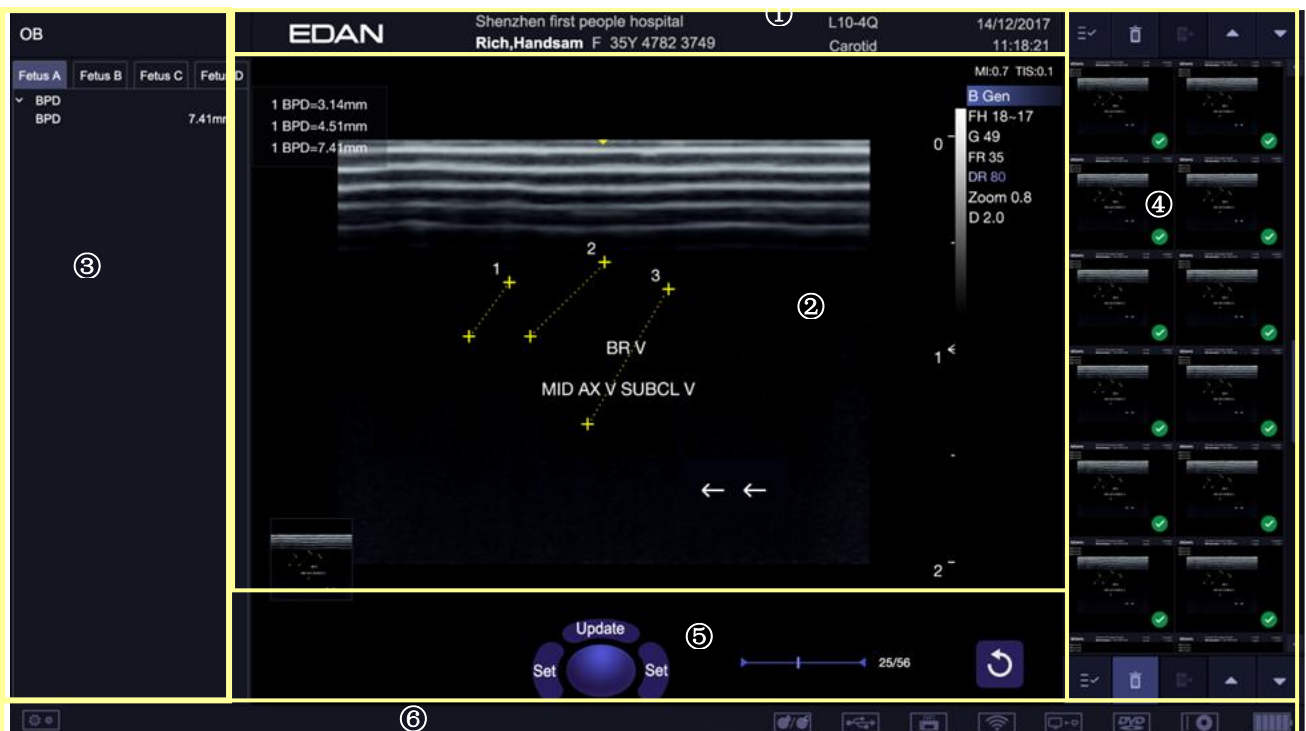 OB
Fetus A Fetus B Fetus C Fetus D
BPD
BPD 7.41mm
EDAN
①
Shenzhen first people hospital
Rich,Handsam F 35Y 4782 3749
L10-4Q
Carotid
14/12/2017
11:18:21
1 BPD=3.14mm
1 BPD=4.51mm
1 BPD=7.41mm
MI:0.7 TIS:0.1
B Gen
FH 18~17
G 49
FR 35
DR 80
Zoom 0.8
D 2.0
0
1
2
1
2
3
BR V
MID AX V SUBCL V
②
③
④
Update
Set
Set
⑤
25/56
⑥
DVD